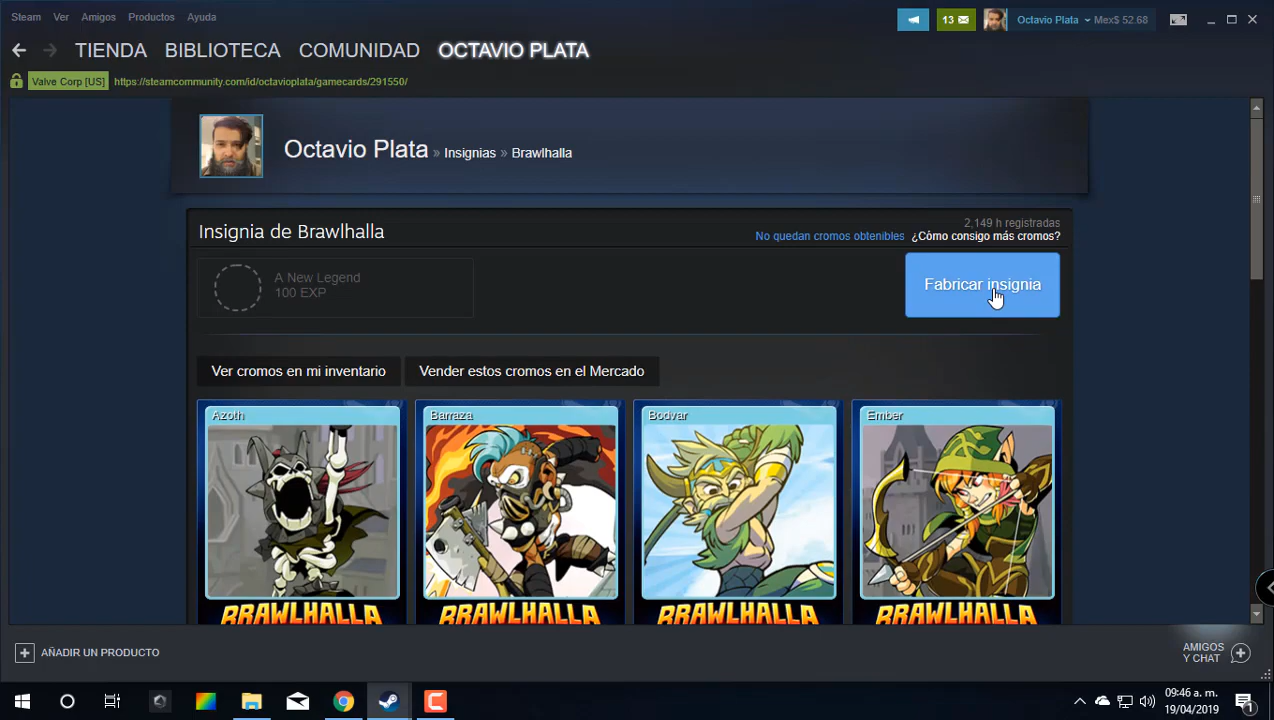 Steam Ver Amigos Productos Ayuda
13 Octavio Plata Mex$ 52.68
TIENDA BIBLIOTECA COMUNIDAD OCTAVIO PLATA
Valve Corp [US] https://steamcommunity.com/id/octavioplata/gamecards/291550/
Octavio Plata » Insignias » Brawlhalla
Insignia de Brawlhalla
2,149 h registradas
No quedan cromos obtenibles ¿Cómo consigo más cromos?
A New Legend
100 EXP
Fabricar insignia
Ver cromos en mi inventario Vender estos cromos en el Mercado
Azoth Barraza Bodvar Ember
BRAWLHALLA BRAWLHALLA BRAWLHALLA BRAWLHALLA
AÑADIR UN PRODUCTO
AMIGOS
Y CHAT
09:46 a. m.
19/04/2019
1